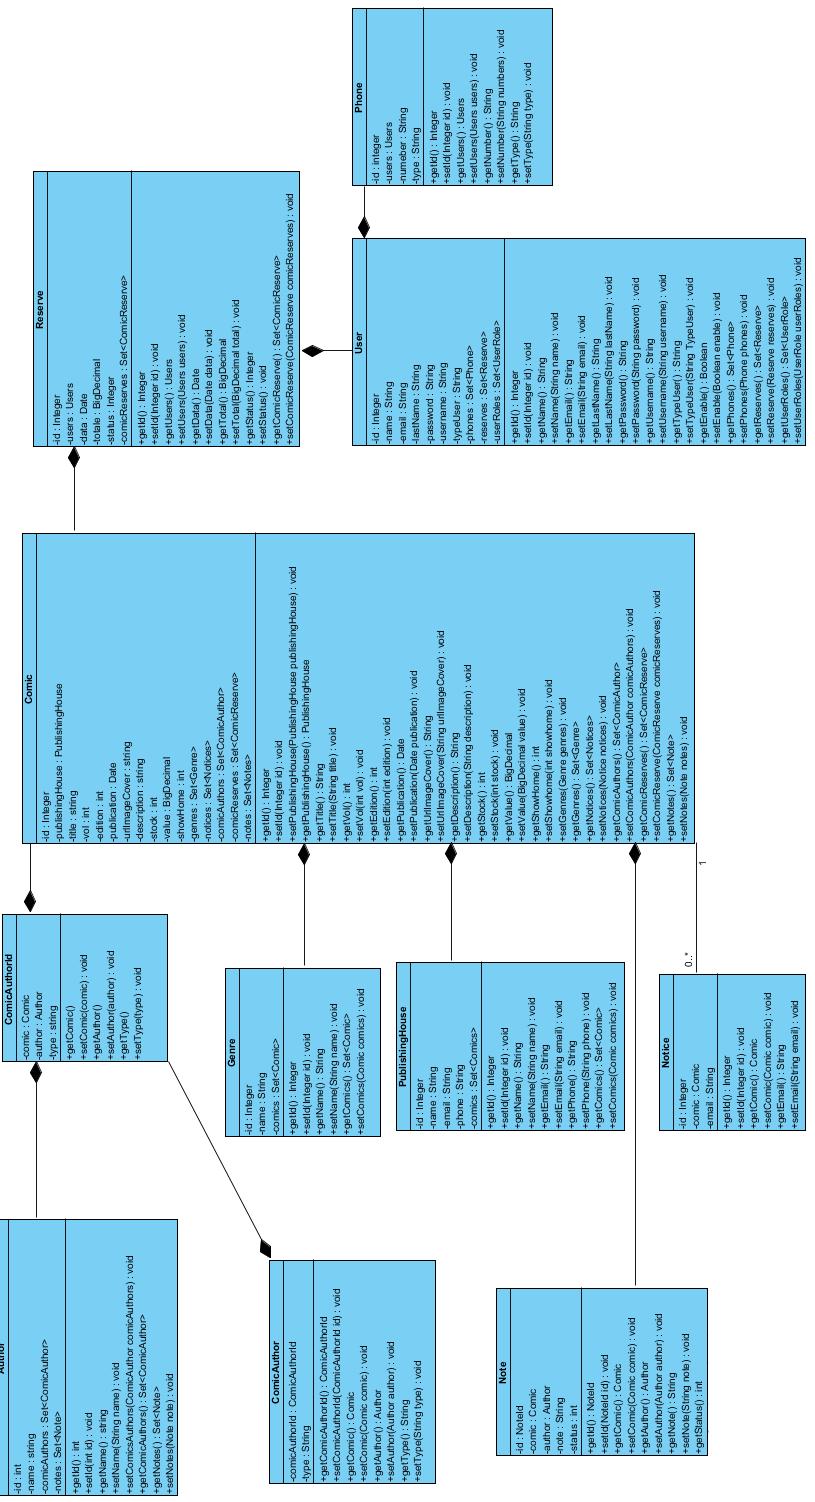 Author
-id : int
-name : string
-comicAuthors : Set<ComicAuthor>
-notes : Set<Note>
+getId() : int
+setId(int id) : void
+getName() : string
+setName(String name) : void
+setComicsAuthors(ComicAuthor comicAuthors) : void
+getComicAuthors() : Set<ComicAuthor>
+getNotes() : Set<Note>
+setNotes(Note note) : void
ComicAuthorId
-comic : Comic
-author : Author
-type : string
+getComic()
+setComic(comic) : void
+getAuthor()
+setAuthor(author) : void
+getType()
+setType(type) : void
Comic
-id : Integer
-publishingHouse : PublishingHouse
-title : string
-vol : int
-edition : int
-publication : Date
-urlImageCover : string
-description : string
-stock : int
-value : BigDecimal
-showHome : int
-genres : Set<Genre>
-notices : Set<Notices>
-comicAuthors : Set<ComicAuthor>
-comicReserves : Set<ComicReserve>
-notes : Set<Notes>
+getId() : Integer
+setId(Integer id) : void
+setPublishingHouse(PublishingHouse publishingHouse) : void
+getPublishingHouse() : PublishingHouse
+getTitle() : String
+setTitle(String title) : void
+getVol() : int
+setVol(int vol) : void
+getEdition() : int
+setEdition(int edition) : void
+getPublication() : Date
+setPublication(Date publication) : void
+getUrlImageCover() : String
+setUrlImageCover(String urlImageCover) : void
+getDescription() : String
+setDescription(String description) : void
+getStock() : int
+setStock(int stock) : void
+getValue() : BigDecimal
+setValue(BigDecimal value) : void
+getShowHome() : int
+setShowhome(int showhome) : void
+setGenres(Genre genres) : void
+getGenres() : Set<Genre>
+getNotices() : Set<Notices>
+setNotices(Notice notices) : void
+getComicAuthors() : Set<ComicAuthor>
+setComicAuthors(ComicAuthor comicAuthors) : void
+getComicReserves() : Set<ComicReserve>
+setComicReserve(ComicReserve comicReserves) : void
+getNotes() : Set<Note>
+setNotes(Note notes) : void
Reserve
-id : Integer
-users : Users
-data : Date
-totale : BigDecimal
-status : Integer
-comicReserves : Set<ComicReserve>
+getId() : Integer
+setId(Integer id) : void
+getUsers() : Users
+setUsers(Users users) : void
+getData() : Date
+setData(Date data) : void
+getTotal() : BigDecimal
+setTotal(BigDecimal total) : void
+getStatus() : Integer
+setStatus() : void
+getComicReserve() : Set<ComicReserve>
+setComicReserve(ComicReserve comicReserves) : void
Genre
-id : Integer
-name : String
-comics : Set<Comic>
+getId() : Integer
+setId(Integer id) : void
+getName() : String
+setName(String name) : void
+getComics() : Set<Comic>
+setComics(Comic comics) : void
ComicAuthor
-comicAuthorId : ComicAuthorId
-type : String
+getComicAuthorId() : ComicAuthorId
+setComicAuthorId(ComicAuthorId id) : void
+getComic() : Comic
+setComic(Comic comic) : void
+getAuthor() : Author
+setAuthor(Author author) : void
+getType() : String
+setType(String type) : void
User
-id : Integer
-name : String
-email : String
-lastName : String
-password : String
-username : String
-typeUser : String
-phones : Set<Phone>
-reserves : Set<Reserve>
-userRoles : Set<UserRole>
+getId() : Integer
+setId(Integer id) : void
+getName() : String
+setName(String name) : void
+getEmail() : String
+setEmail(String email) : void
+getLastName() : String
+setLastName(String lastName) : void
+getPassword() : String
+setPassword(String password) : void
+getUsername() : String
+setUsername(String username) : void
+getTypeUser() : String
+setTypeUser(String TypeUser) : void
+getEnable() : Boolean
+setEnable(Boolean enable) : void
+getPhones() : Set<Phone>
+setPhones(Phone phones) : void
+getReserves() : Set<Reserve>
+setReserve(Reserve reserves) : void
+getUserRoles() : Set<UserRole>
+setUserRoles(UserRole userRoles) : void
Phone
-id : integer
-users : Users
-numeber : String
-type : String
+getId() : Integer
+setId(Integer id) : void
+getUsers() : Users
+setUsers(Users users) : void
+getNumber() : String
+setNumber(String numbers) : void
+getType() : String
+setType(String type) : void
PublishingHouse
-id : Integer
-name : String
-email : String
-phone : String
-comics : Set<Comics>
+getId() : Integer
+setId(Integer id) : void
+getName() : String
+setName(String name) : void
+getEmail() : String
+setEmail(String email) : void
+getPhone() : String
+setPhone(String phone) : void
+getComics() : Set<Comic>
+setComics(Comic comics) : void
Note
-id : NoteId
-comic : Comic
-author : Author
-note : String
-status : int
+getId() : NoteId
+setId(NoteId id) : void
+getComic() : Comic
+setComic(Comic comic) : void
+getAuthor() : Author
+setAuthor(Author author) : void
+getNote() : String
+setNote(String note) : void
+getStatus() : int
0..*
1
Notice
-id : Integer
-comic : Comic
-email : String
+getId() : Integer
+setId(Integer id) : void
+getComic() : Comic
+setComic(Comic comic) : void
+getEmail() : String
+setEmail(String email) : void